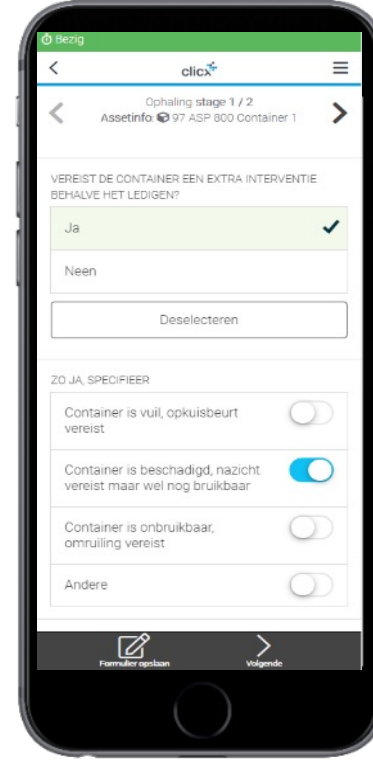 Bezig
clicx
Ophaling stage 1 / 2
Assetinfo: 97 ASP 800 Container 1
VEREIST DE CONTAINER EEN EXTRA INTERVENTIE
BEHALVE HET LEDIGEN?
Ja
Neen
Deselecteren
ZO JA, SPECIFIEER
Container is vuil, opkuisbeurt
vereist
Container is beschadigd, nazicht
vereist maar wel nog bruikbaar
Container is onbruikbaar,
omruiling vereist
Andere
Formulier opslaan
Volgende